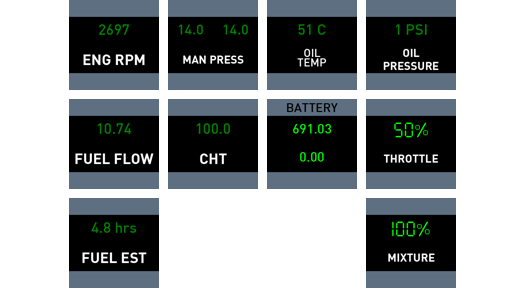 2697
ENG RPM
14.0 14.0
MAN PRESS
51 C
OIL
TEMP
1 PSI
OIL
PRESSURE
10.74
FUEL FLOW
100.0
CHT
BATTERY
691.03
0.00
50%
THROTTLE
4.8 hrs
FUEL EST
100%
MIXTURE